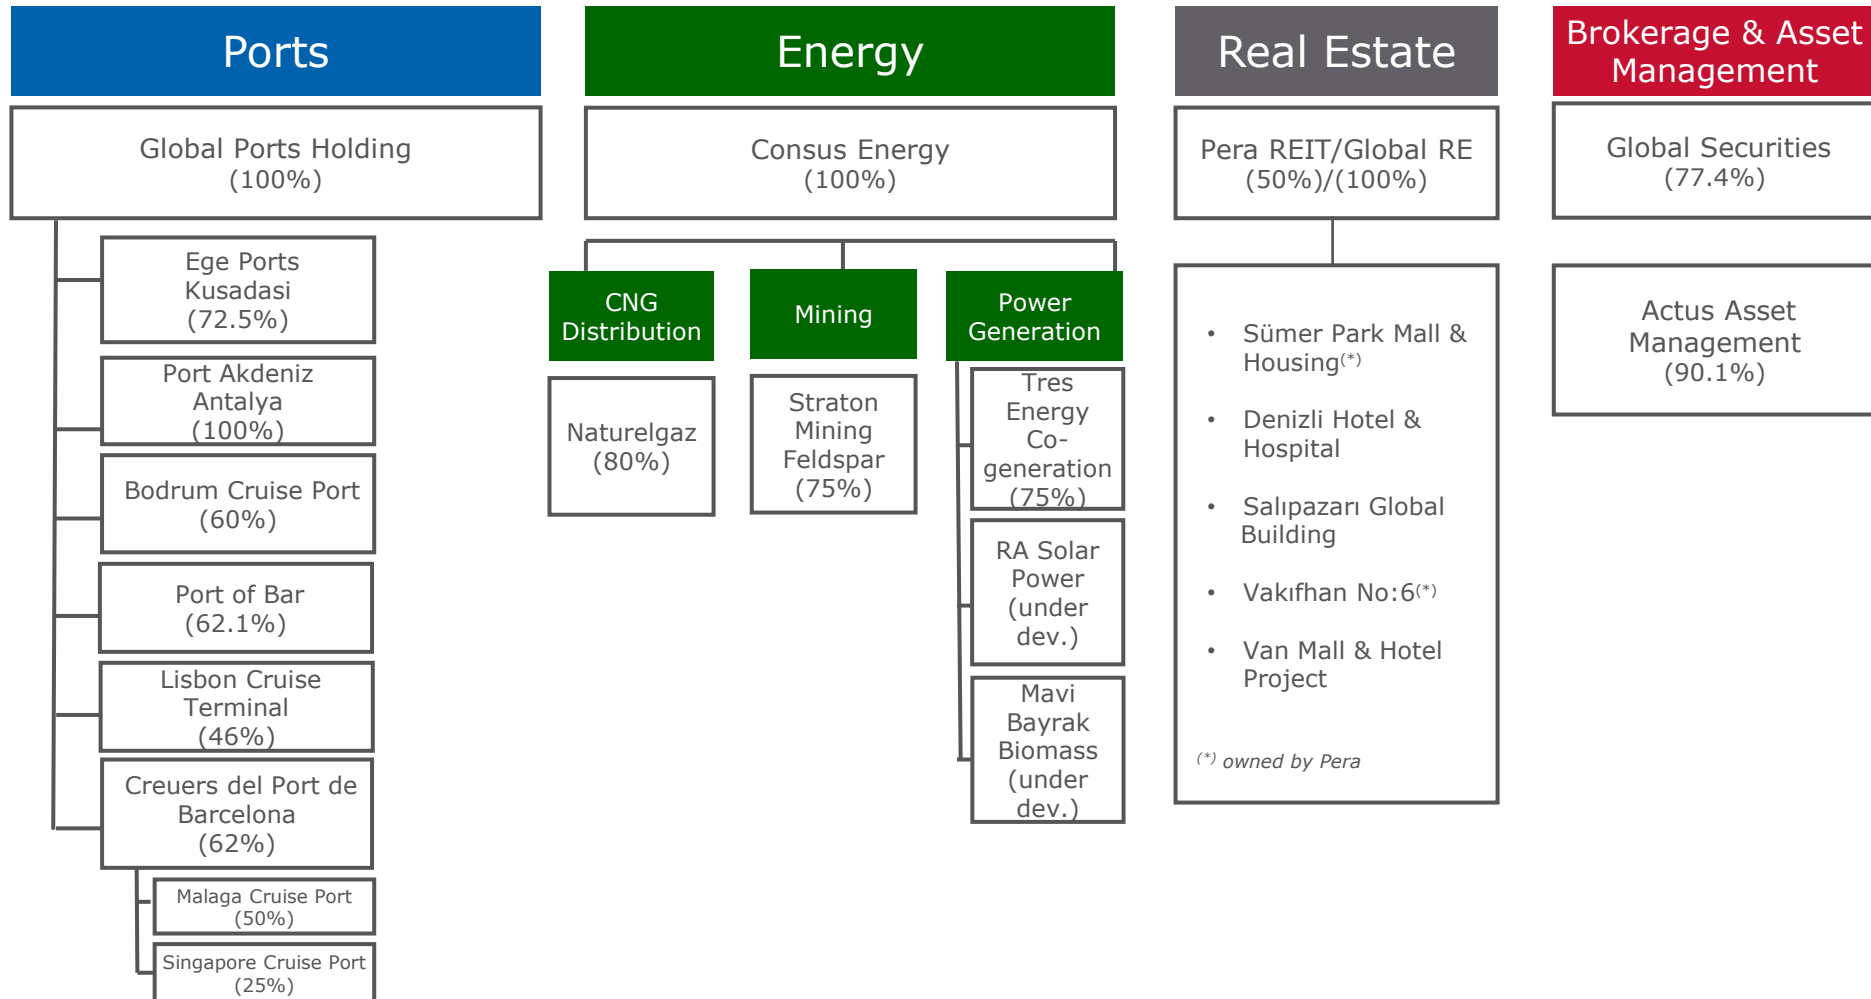 Ports
Global Ports Holding
(100%)
Ege Ports
Kusadasi
(72.5%)
Port Akdeniz
Antalya
(100%)
Bodrum Cruise Port
(60%)
Port of Bar
(62.1%)
Lisbon Cruise
Terminal
(46%)
Creuers del Port de
Barcelona
(62%)
Malaga Cruise Port
(50%)
Singapore Cruise Port
(25%)
Energy
Consus Energy
(100%)
CNG
Distribution
Naturelgaz
(80%)
Mining
Straton
Mining
Feldspar
(75%)
Power
Generation
Tres
Energy
Co-
generation
(75%)
RA Solar
Power
(under
dev.)
Mavi
Bayrak
Biomass
(under
dev.)
Real Estate
Pera REIT/Global RE
(50%)/(100%)
• Sümer Park Mall &
Housing(*)
• Denizli Hotel &
Hospital
• Salıpazarı Global
Building
• Vakıfhan No:6(*)
• Van Mall & Hotel
Project
(*) owned by Pera
Brokerage & Asset
Management
Global Securities
(77.4%)
Actus Asset
Management
(90.1%)